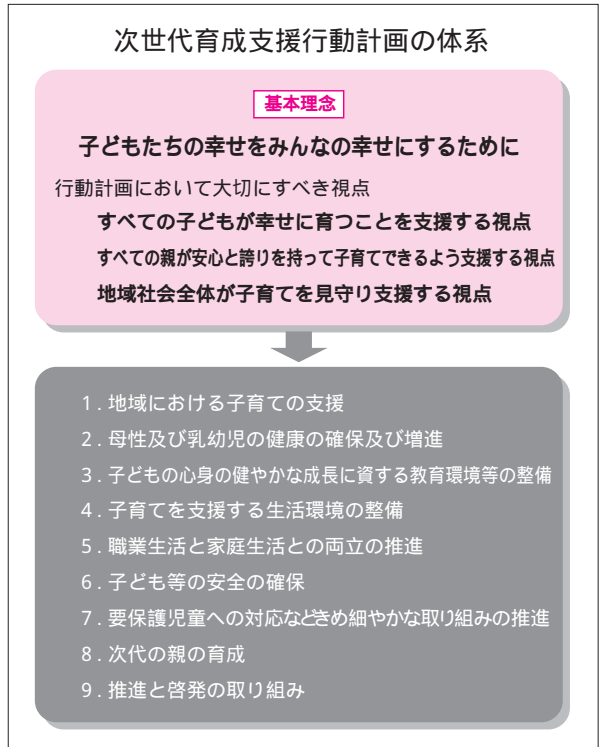 次世代育成支援行動計画の体系
基本理念
子どもたちの幸せをみんなの幸せにするために
行動計画において大切にすべき視点
すべての子どもが幸せに育つことを支援する視点
すべての親が安心と誇りを持って子育てできるよう支援する視点
地域社会全体が子育てを見守り支援する視点
1．地域における子育ての支援
2．母性及び乳幼児の健康の確保及び増進
3．子どもの心身の健やかな成長に資する教育環境等の整備
4．子育てを支援する生活環境の整備
5．職業生活と家庭生活との両立の推進
6．子ども等の安全の確保
7．要保護児童への対応などきめ細やかな取り組みの推進
8．次代の親の育成
9．推進と啓発の取り組み